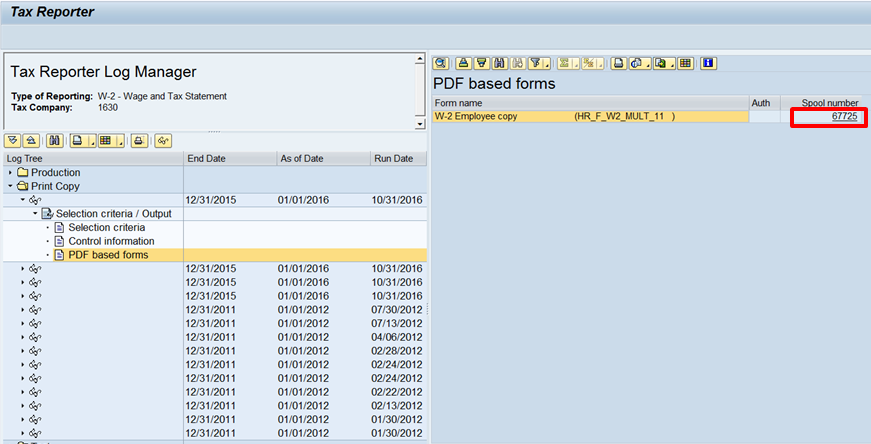 Tax Reporter
Tax Reporter Log Manager
Type of Reporting: W-2 - Wage and Tax Statement
Tax Company: 1630
Log Tree End Date As of Date Run Date
Production
Print Copy
12/31/2015 01/01/2016 10/31/2016
Selection criteria / Output
Selection criteria
Control information
PDF based forms
12/31/2015 01/01/2016 10/31/2016
12/31/2015 01/01/2016 10/31/2016
12/31/2015 01/01/2016 10/31/2016
12/31/2011 01/01/2012 07/30/2012
12/31/2011 01/01/2012 07/13/2012
12/31/2011 01/01/2012 04/06/2012
12/31/2011 01/01/2012 02/28/2012
12/31/2011 01/01/2012 02/24/2012
12/31/2011 01/01/2012 02/24/2012
12/31/2011 01/01/2012 02/22/2012
12/31/2011 01/01/2012 02/13/2012
12/31/2011 01/01/2012 01/30/2012
12/31/2011 01/01/2012 01/30/2012
PDF based forms
Form name Auth Spool number
W-2 Employee copy (HR_F_W2_MULT_11 ) 67725